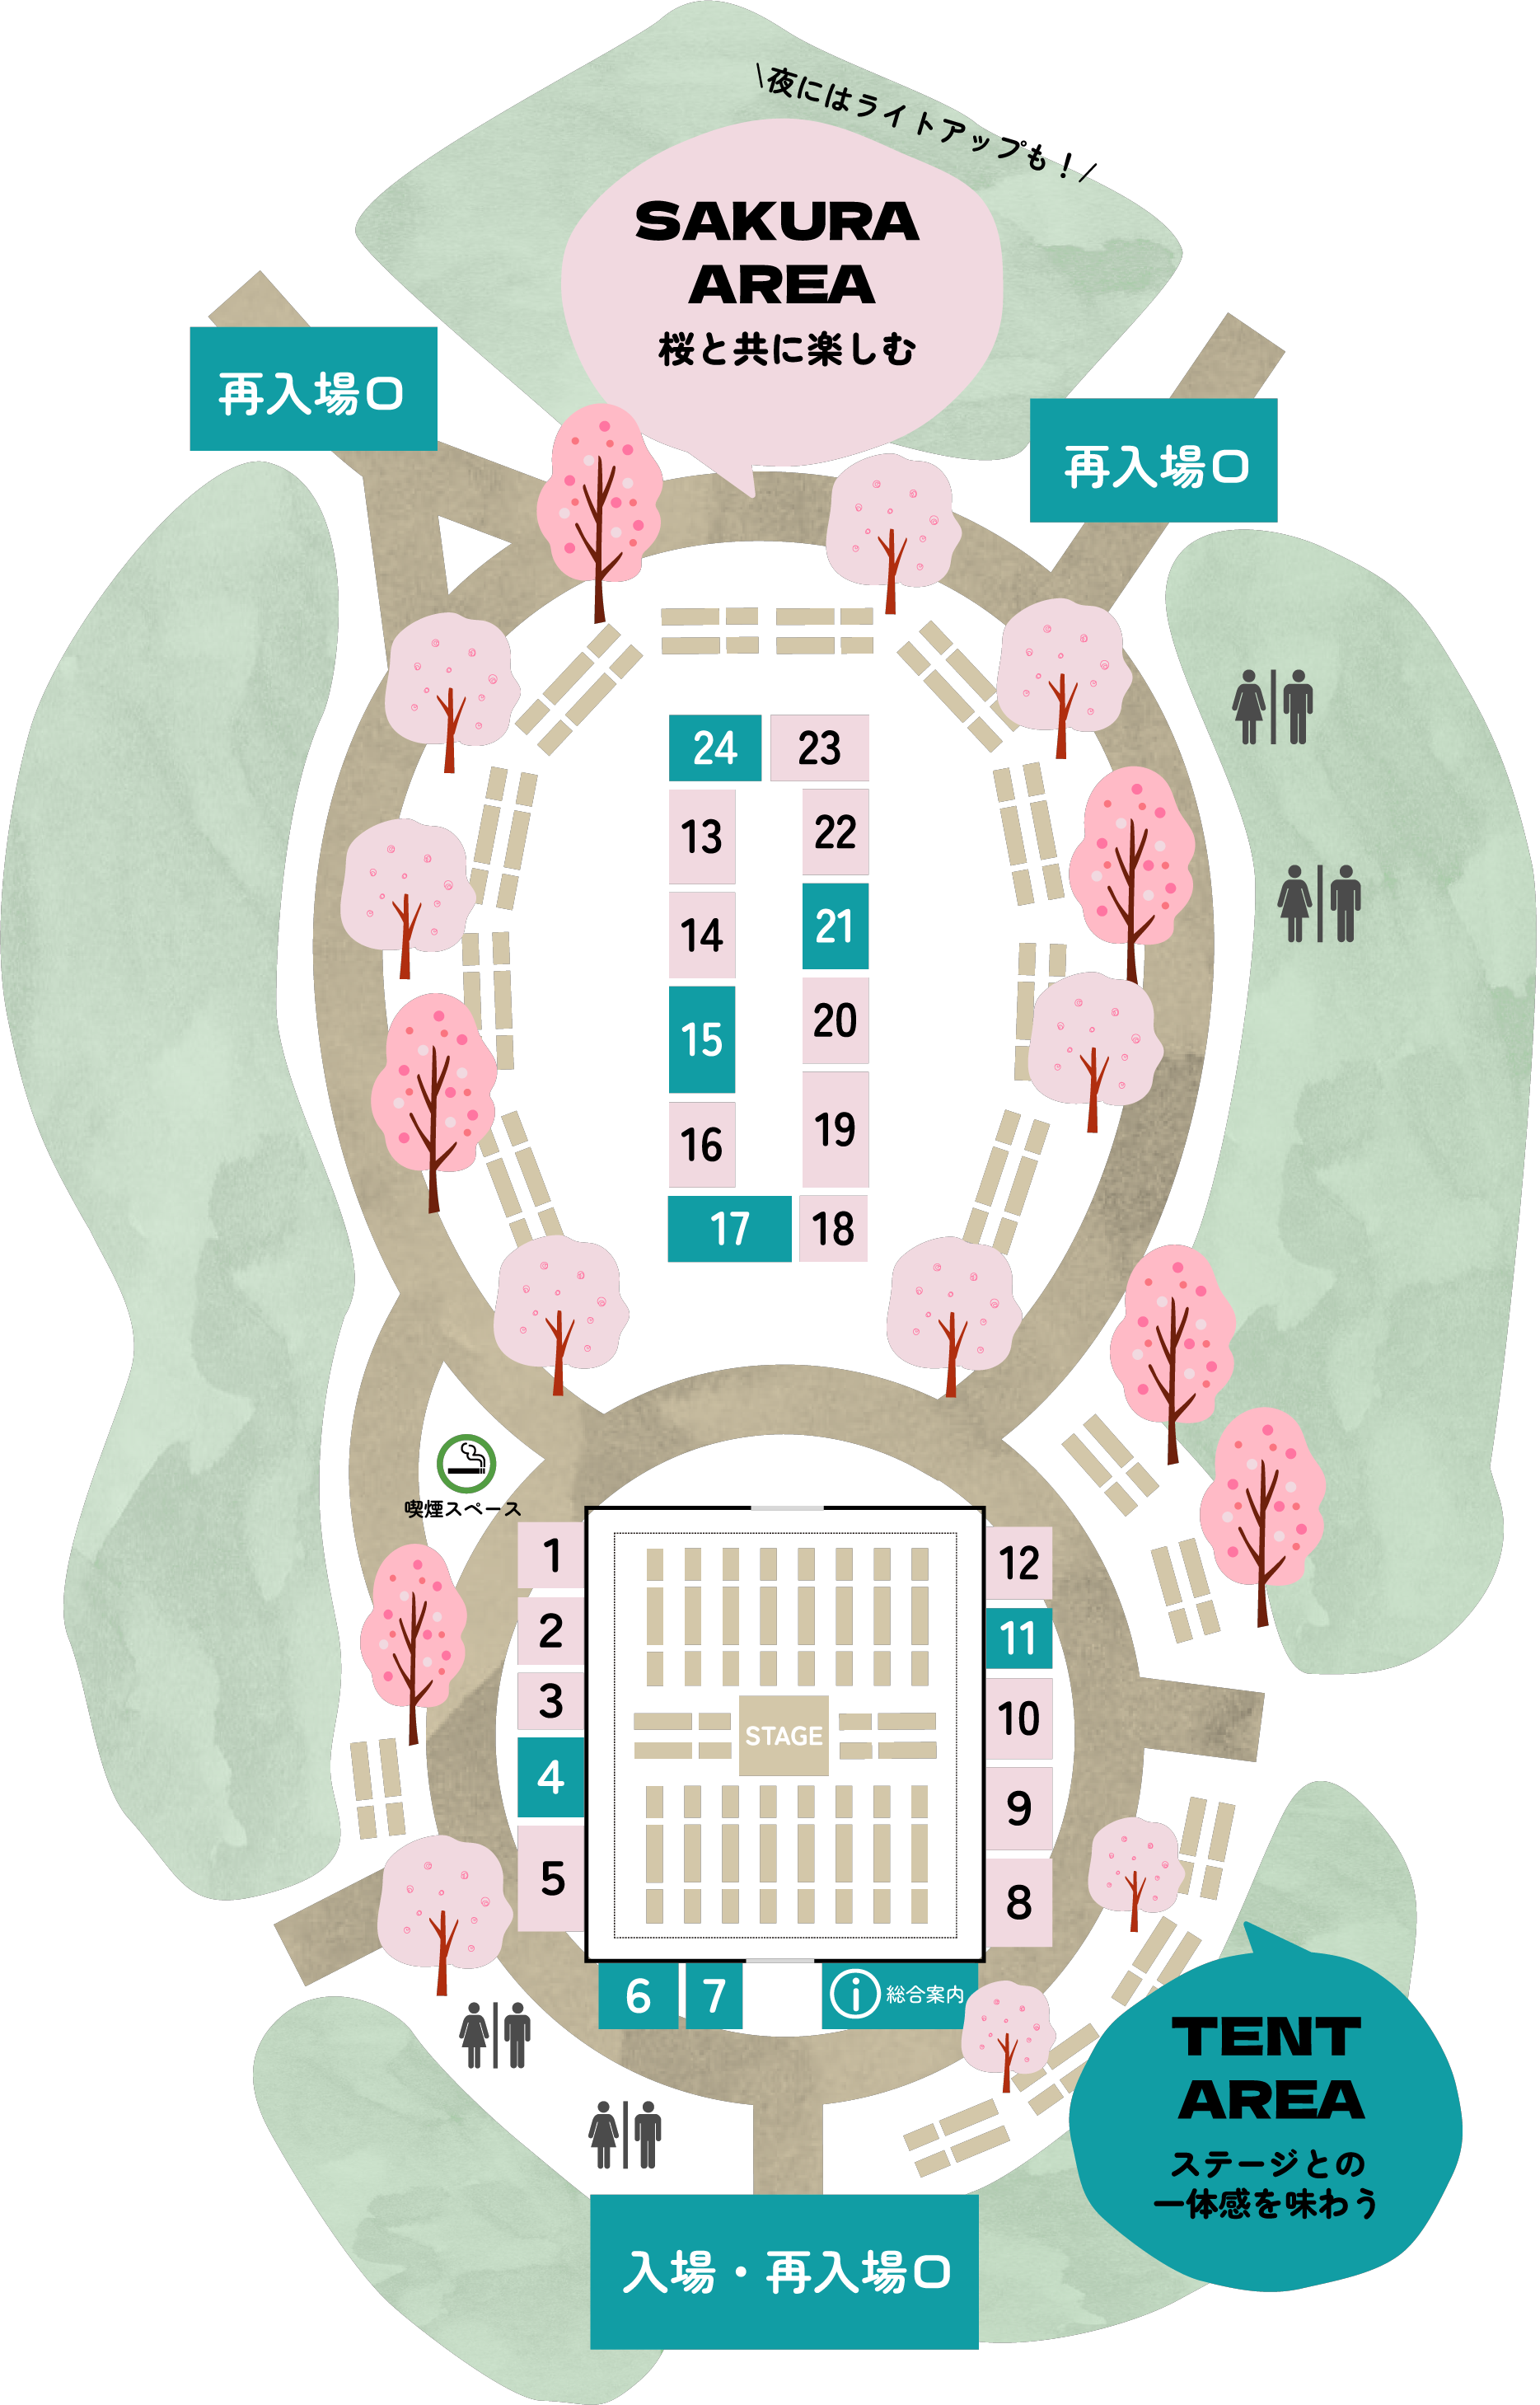 \夜にはライトアップも！/
SAKURA
AREA
桜と共に楽しむ
再入場口
再入場口
24
23
13
22
14
21
15
20
16
19
17
18
喫煙スペース
1
12
2
11
3
10
STAGE
4
9
5
8
6
7
i 総合案内
TENT
AREA
ステージとの
一体感を味わう
入場・再入場口